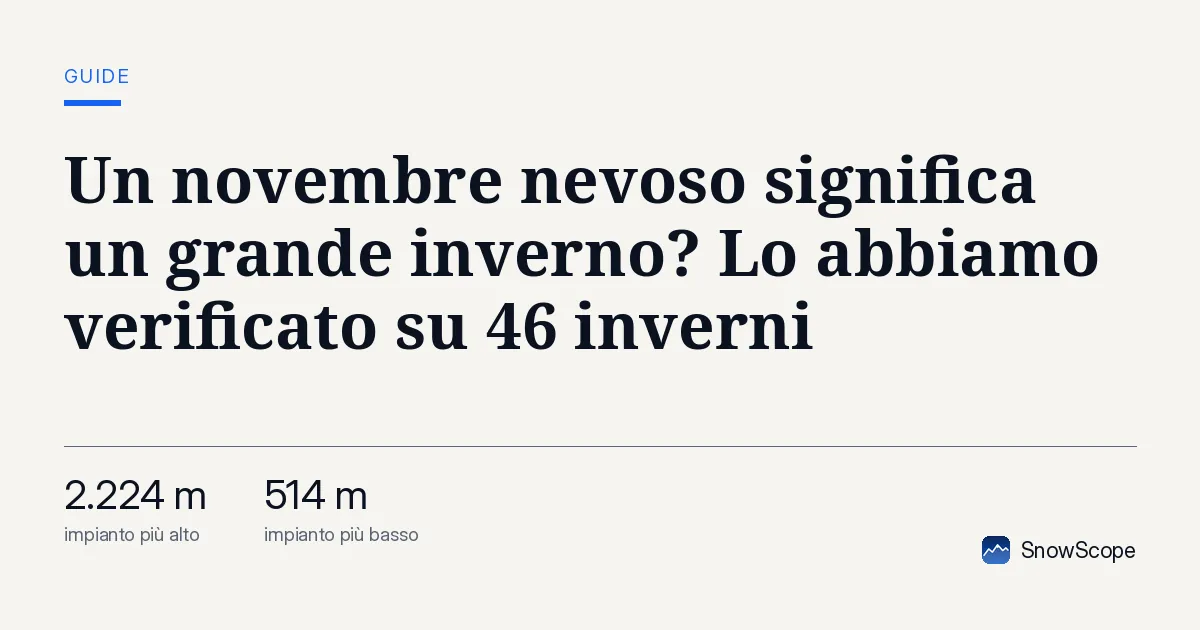 GUIDE
Un novembre nevoso significa
un grande inverno? Lo abbiamo
verificato su 46 inverni
2.224 m
impianto più alto
514 m
impianto più basso
SnowScope